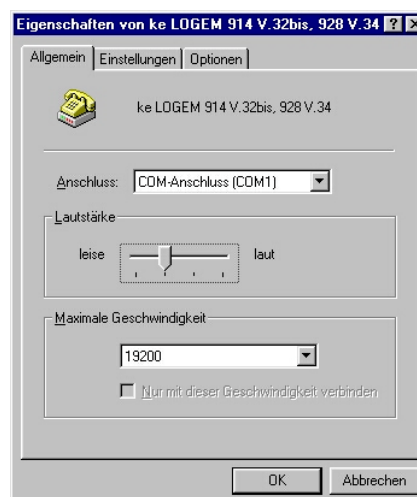 Eigenschaften von ke LOGEM 914 V.32bis, 928 V.34
Allgemein Einstellungen Optionen
ke LOGEM 914 V.32bis, 928 V.34
Anschluss: COM-Anschluss (COM1)
Lautstärke
leise laut
Maximale Geschwindigkeit
19200
Nur mit dieser Geschwindigkeit verbinden
OK Abbrechen